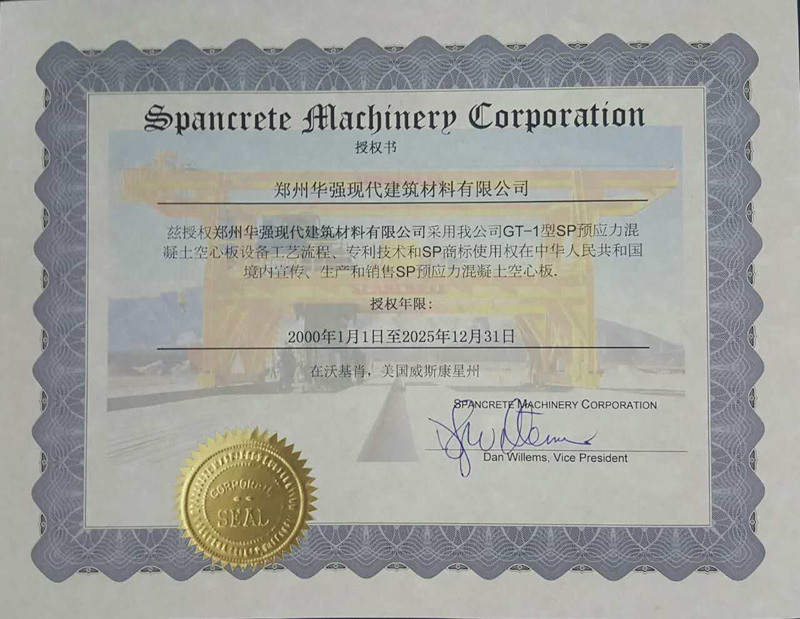 Spancrete Machinery Corporation
授权书
郑州华强现代建筑材料有限公司
兹授权郑州华强现代建筑材料有限公司采用我公司GT-1型SP预应力混
凝土空心板设备工艺流程、专利技术和SP商标使用权在中华人民共和国
境内宣传、生产和销售SP预应力混凝土空心板.
授权年限:
2000年1月1日至2025年12月31日
在沃基肖，美国威斯康星州
SPANCRETE MACHINERY CORPORATION
Dan Willems, Vice President
CORPORATE
SEAL